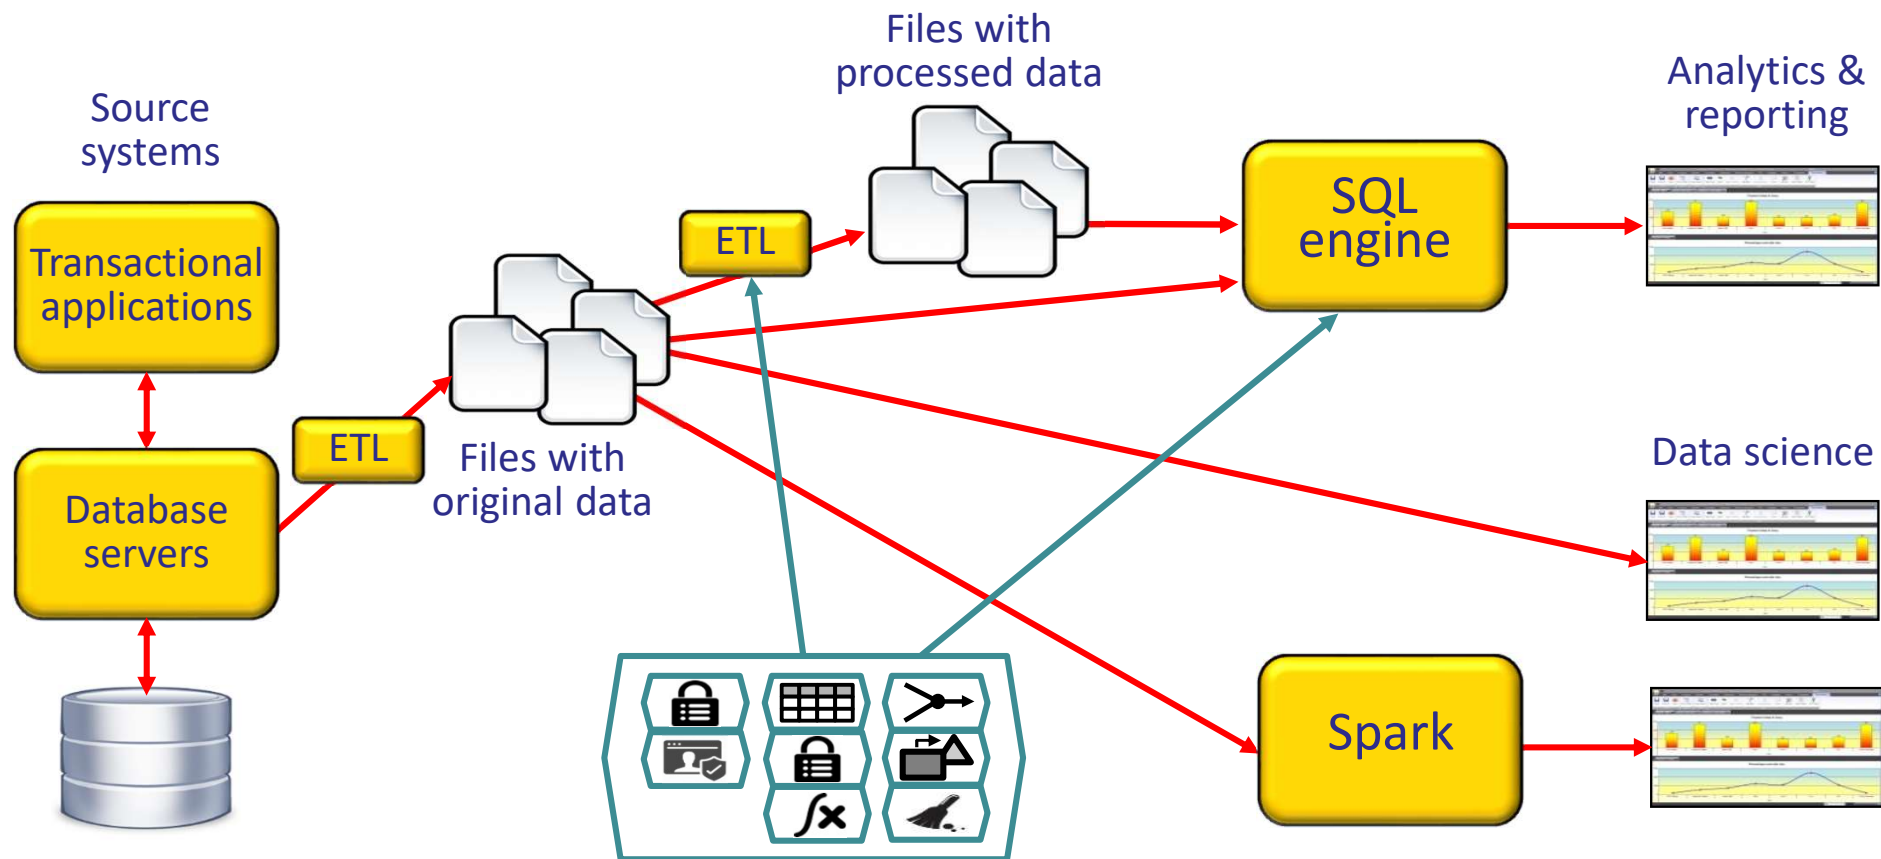 Source
systems
Transactional
applications
Database
servers
ETL
Files with
original data
ETL
Files with
processed data
SQL
engine
Analytics &
reporting
Data science
Spark